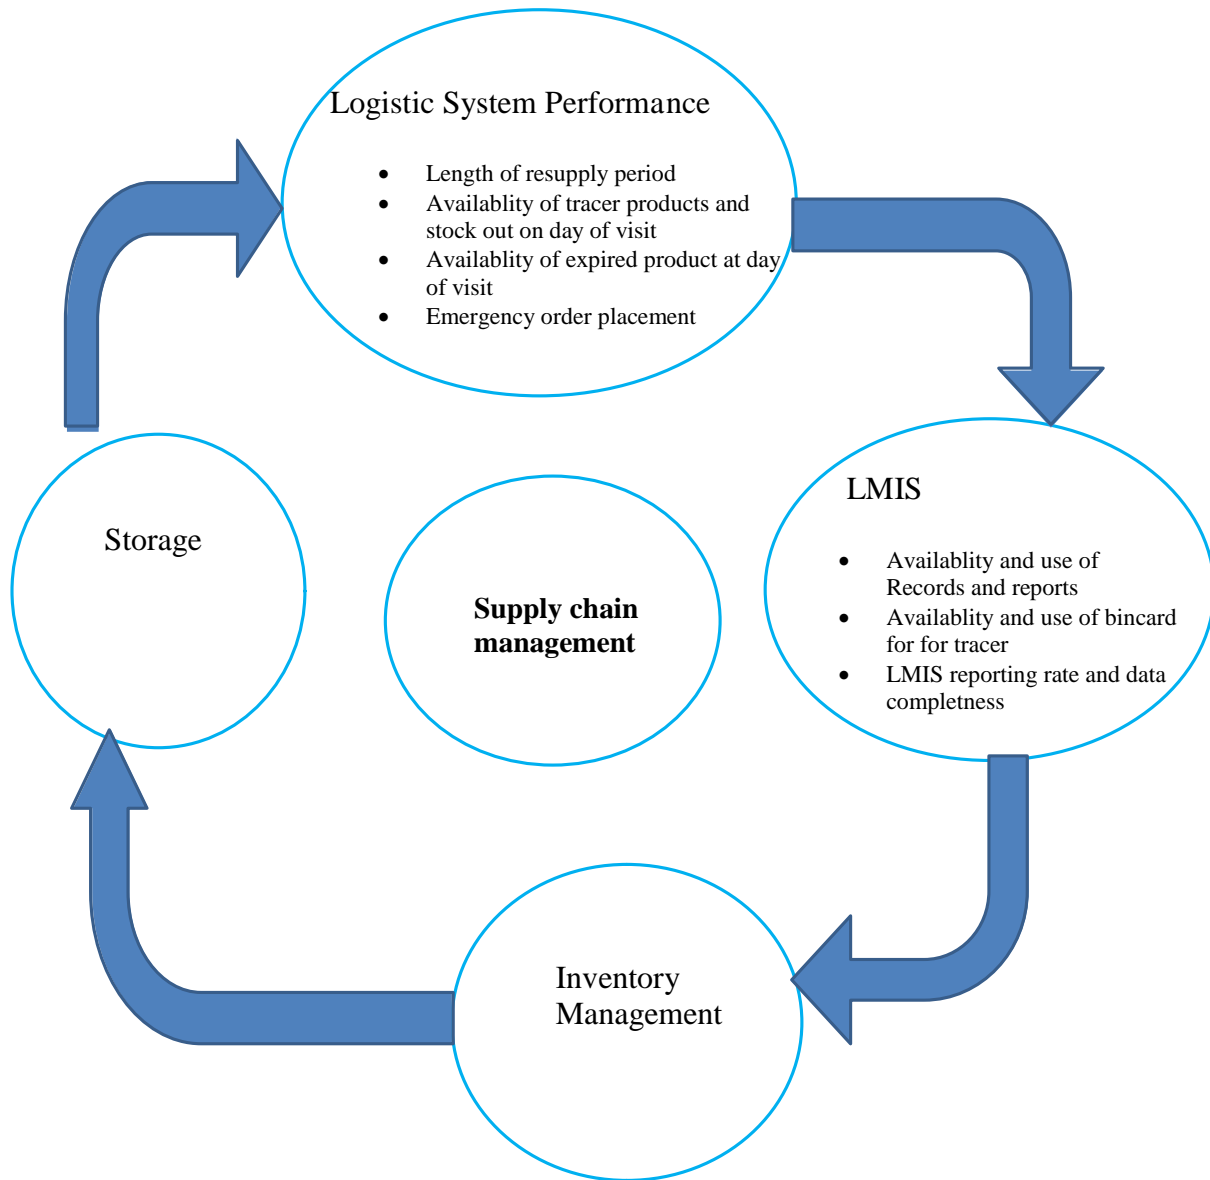 Logistic System Performance
• Length of resupply period
• Availablity of tracer products and
stock out on day of visit
• Availablity of expired product at day
of visit
• Emergency order placement
LMIS
• Availablity and use of
Records and reports
• Availablity and use of bincard
for for tracer
• LMIS reporting rate and data
completness
Storage
Supply chain
management
Inventory
Management